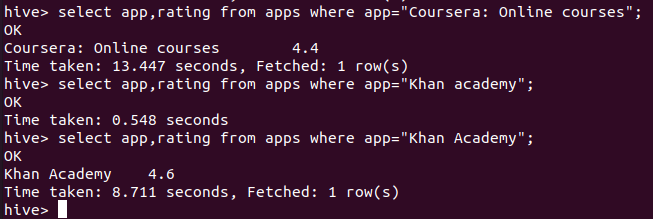 hive> select app,rating from apps where app="Coursera: Online courses";
OK
Coursera: Online courses        4.4
Time taken: 13.447 seconds, Fetched: 1 row(s)
hive> select app,rating from apps where app="Khan academy";
OK
Time taken: 0.548 seconds
hive> select app,rating from apps where app="Khan Academy";
OK
Khan Academy    4.6
Time taken: 8.711 seconds, Fetched: 1 row(s)
hive>